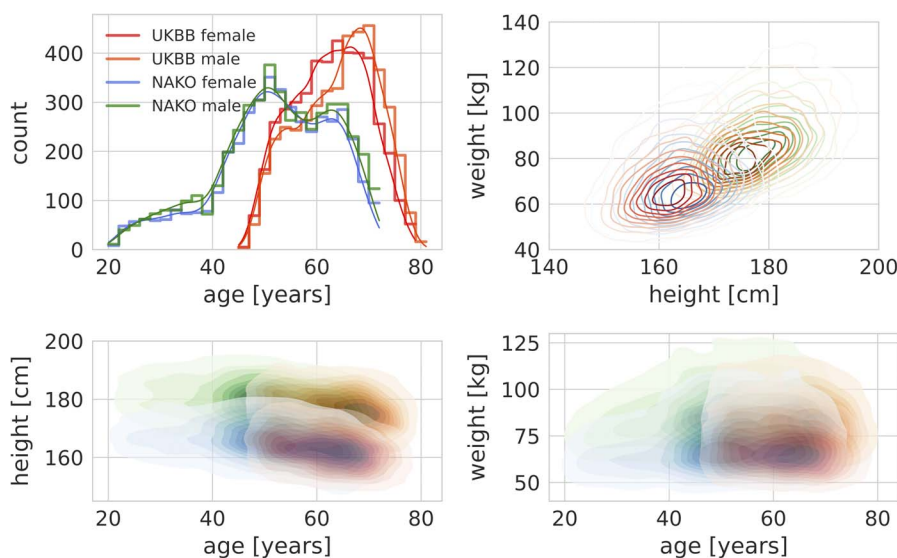 UKBB female
UKBB male
NAKO female
NAKO male
400
300
200
100
0
count
20 40 60 80
age [years]
140
120
100
80
60
40
weight [kg]
140 160 180 200
height [cm]
200
180
160
height [cm]
20 40 60 80
age [years]
125
100
75
50
weight [kg]
20 40 60 80
age [years]